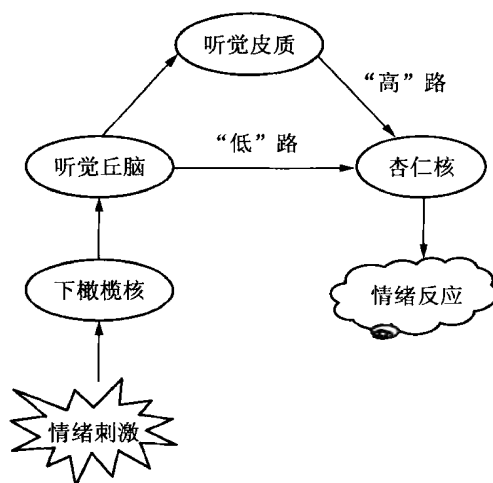 听觉皮质
“高”路
“低”路
听觉丘脑
杏仁核
下橄榄核
情绪反应
情绪刺激